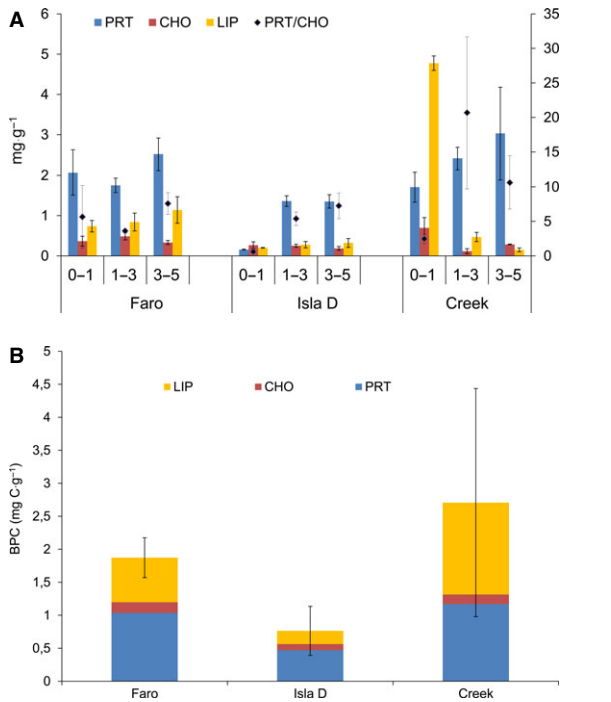 A
PRT CHO LIP PRT/CHO
6 35
30
5
25
4
20
3
15
2
10
1
5
0 0
mg·g−1
0–1 1–3 3–5 0–1 1–3 3–5 0–1 1–3 3–5
Faro Isla D Creek
B
LIP CHO PRT
5
4,5
4
3,5
3
2,5
2
1,5
1
0,5
0
BPC (mg C·g−1)
Faro Isla D Creek